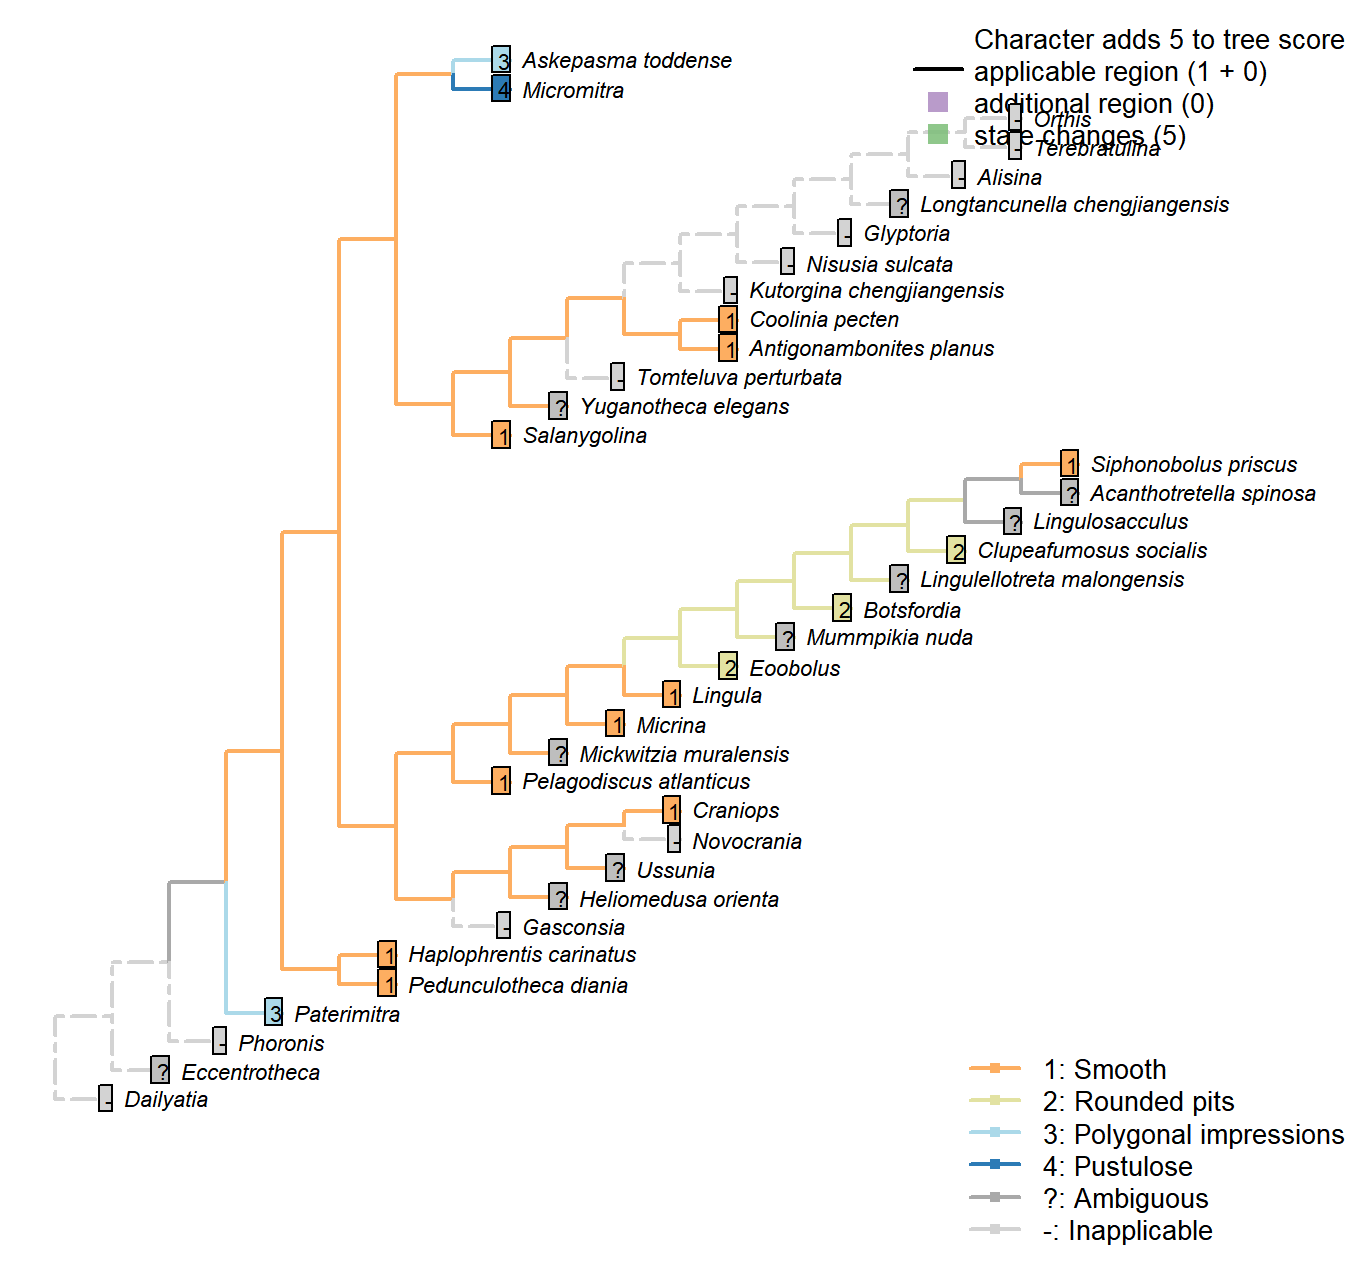 Character adds 5 to tree score
applicable region (1 + 0)
additional region (0)
state changes (5)
3 Askepasma toddense
4 Micromitra
- Orthis
- Terebratulina
- Alisina
? Longtancunella chengjiangensis
- Glyptoria
- Nisusia sulcata
- Kutorgina chengjiangensis
1 Coolinia pecten
1 Antigonambonites planus
- Tomteluva perturbata
? Yuganotheca elegans
1 Salanygolina
1 Siphonobolus priscus
? Acanthotretella spinosa
? Lingulosacculus
2 Clupeafumosus socialis
? Lingulellotreta malongensis
2 Botsfordia
? Mummpikia nuda
2 Eoobolus
1 Lingula
1 Micrina
? Mickwitzia muralensis
1 Pelagodiscus atlanticus
1 Craniops
- Novocrania
? Ussunia
? Heliomedusa orienta
- Gasconsia
1 Haplophrentis carinatus
1 Pedunculotheca diania
3 Paterimitra
- Phoronis
? Eccentrotheca
- Dailyatia
1: Smooth
2: Rounded pits
3: Polygonal impressions
4: Pustulose
?: Ambiguous
-: Inapplicable